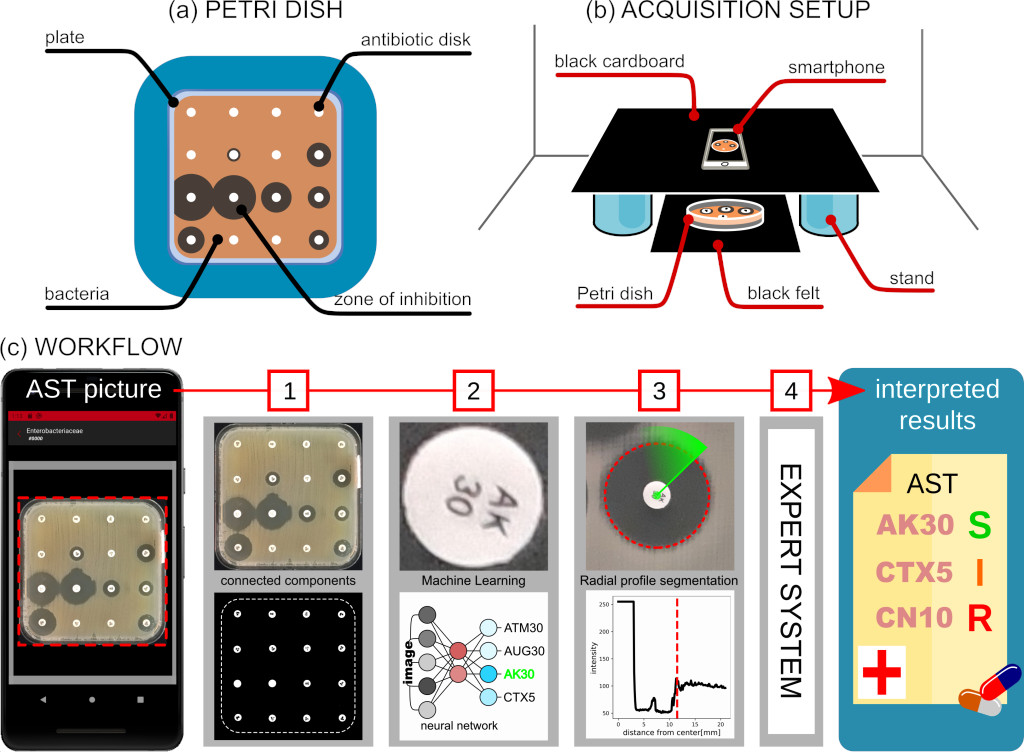 (a) PETRI DISH
plate
antibiotic disk
bacteria
zone of inhibition
(b) ACQUISITION SETUP
black cardboard
smartphone
Petri dish
black felt
stand
(c) WORKFLOW
AST picture
Enterobacteriaceae
#0000
1
connected components
2
AK
30
Machine Learning
image
ATM30
AUG30
AK30
CTX5
neural network
3
Radial profile segmentation
intensity
250
200
150
100
50
0
5
10
15
20
distance from center[mm]
4
EXPERT SYSTEM
interpreted
results
AST
AK30 S
CTX5 I
CN10 R